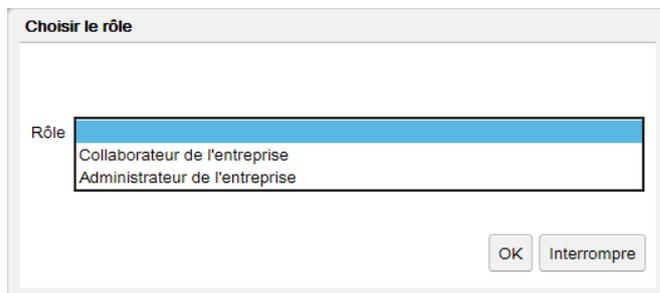 Choisir le rôle
Rôle
Collaborateur de l'entreprise
Administrateur de l'entreprise
OK Interrompre